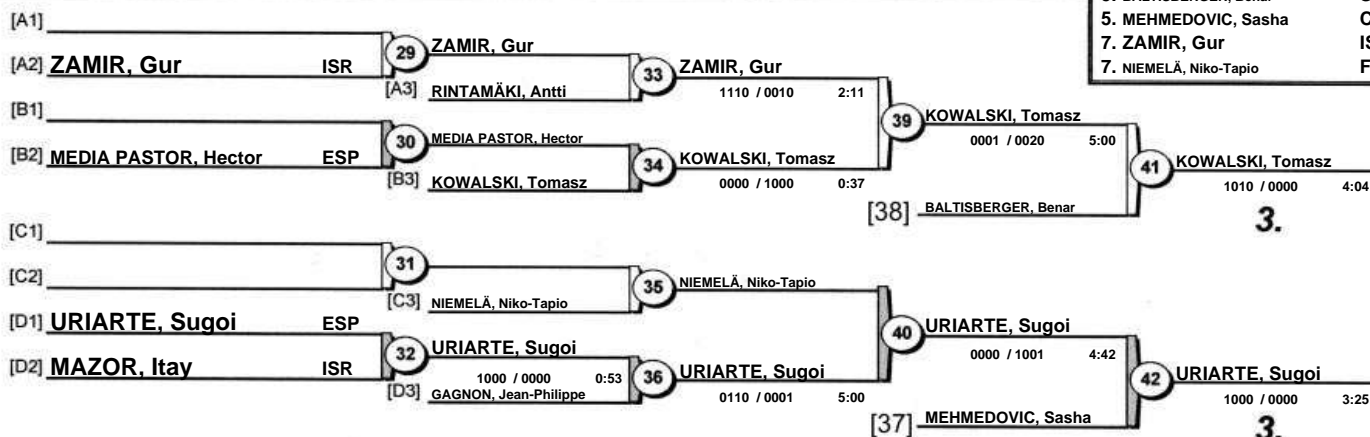 5. MEHMEDOVIC, Sasha
7. ZAMIR, Gur
7. NIEMELÄ, Niko-Tapio
[A1]
[A2] ZAMIR, Gur ISR
29
ZAMIR, Gur
[A3] RINTAMÄKI, Antti
33
ZAMIR, Gur
1110 / 0010 2:11
[B1]
[B2] MEDIA PASTOR, Hector ESP
30
MEDIA PASTOR, Hector
[B3] KOWALSKI, Tomasz
34
KOWALSKI, Tomasz
0000 / 1000 0:37
39
KOWALSKI, Tomasz
0001 / 0020 5:00
[38] BALTISBERGER, Benar
41
KOWALSKI, Tomasz
1010 / 0000 4:04
3.
[C1]
[C2]
31
[C3] NIEMELÄ, Niko-Tapio
35
NIEMELÄ, Niko-Tapio
[D1] URIARTE, Sugoi ESP
[D2] MAZOR, Itay ISR
32
URIARTE, Sugoi
1000 / 0000 0:53
[D3] GAGNON, Jean-Philippe
36
URIARTE, Sugoi
0110 / 0001 5:00
40
URIARTE, Sugoi
0000 / 1001 4:42
[37] MEHMEDOVIC, Sasha
42
URIARTE, Sugoi
1000 / 0000 3:25
3.